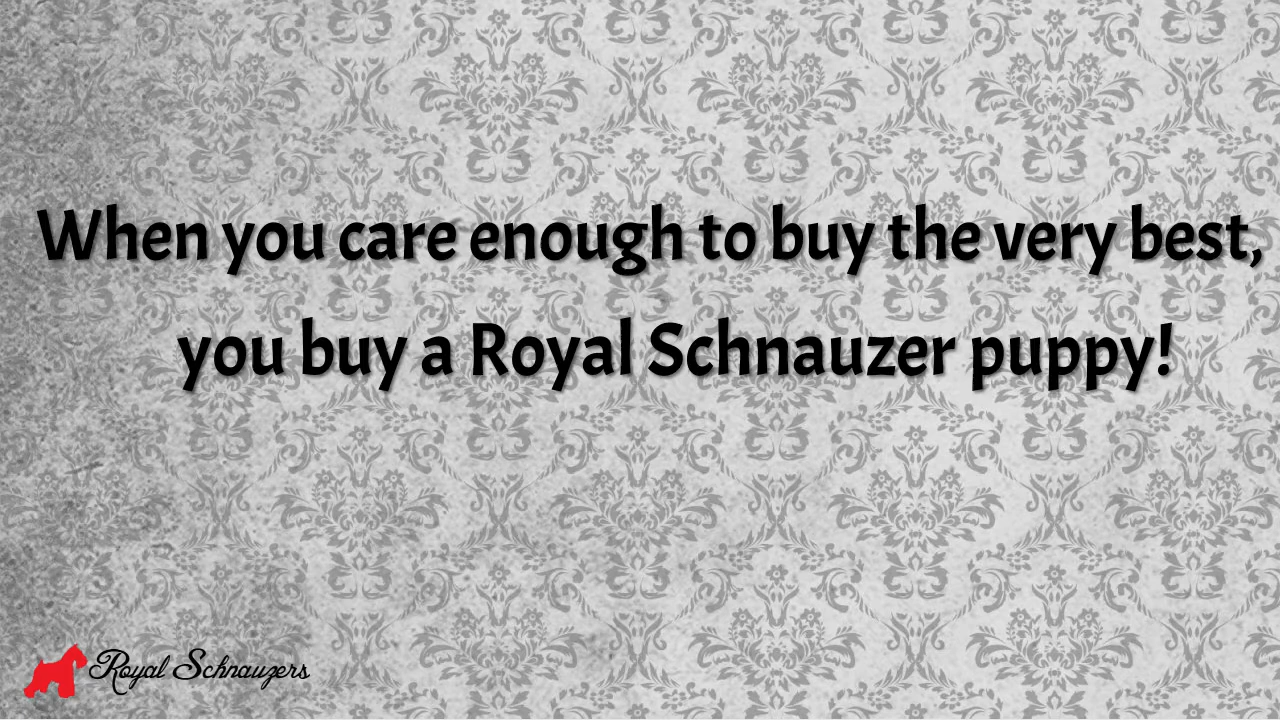 When you care enough to buy the very best,
you buy a Royal Schnauzer puppy!
Royal Schnauzers